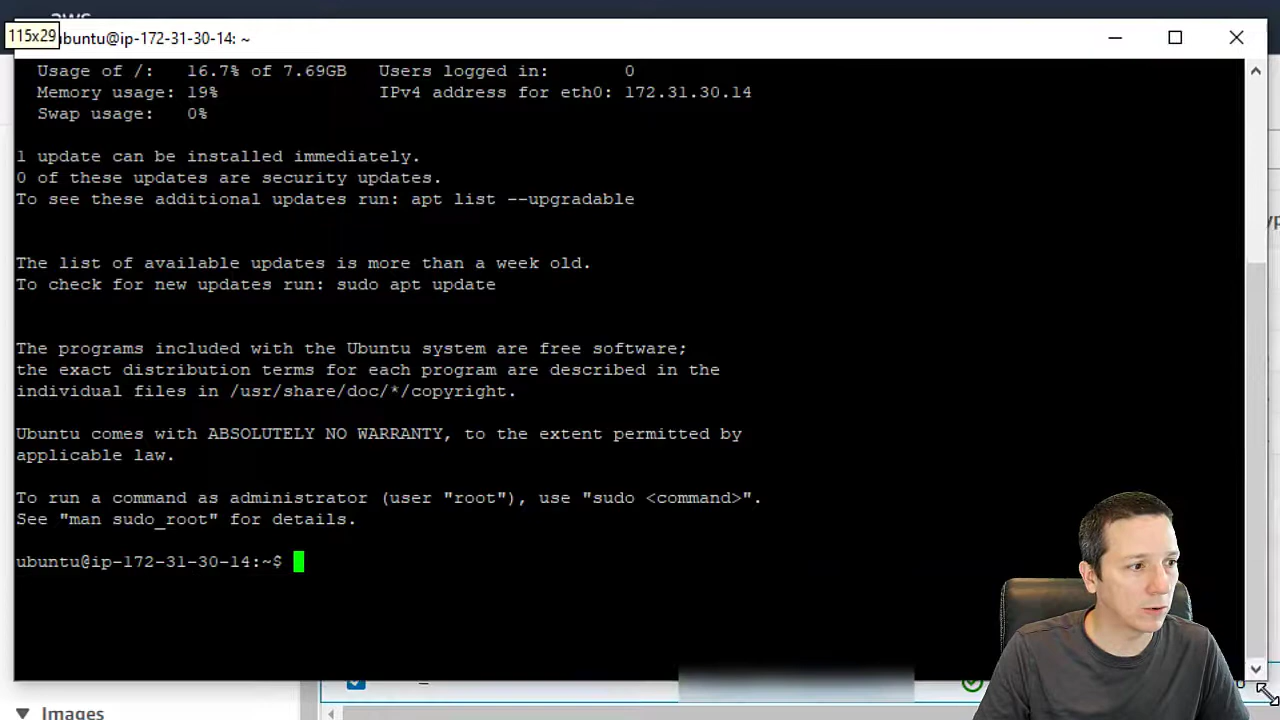 aws
115x29
ubuntu@ip-172-31-30-14: ~
Usage of /: 16.7% of 7.69GB Users logged in: 0
Memory usage: 19% IPv4 address for eth0: 172.31.30.14
Swap usage: 0%
1 update can be installed immediately.
0 of these updates are security updates.
To see these additional updates run: apt list --upgradable
The list of available updates is more than a week old.
To check for new updates run: sudo apt update
The programs included with the Ubuntu system are free software;
the exact distribution terms for each program are described in the
individual files in /usr/share/doc/*/copyright.
Ubuntu comes with ABSOLUTELY NO WARRANTY, to the extent permitted by
applicable law.
To run a command as administrator (user "root"), use "sudo <command>".
See "man sudo_root" for details.
ubuntu@ip-172-31-30-14:~$
Images